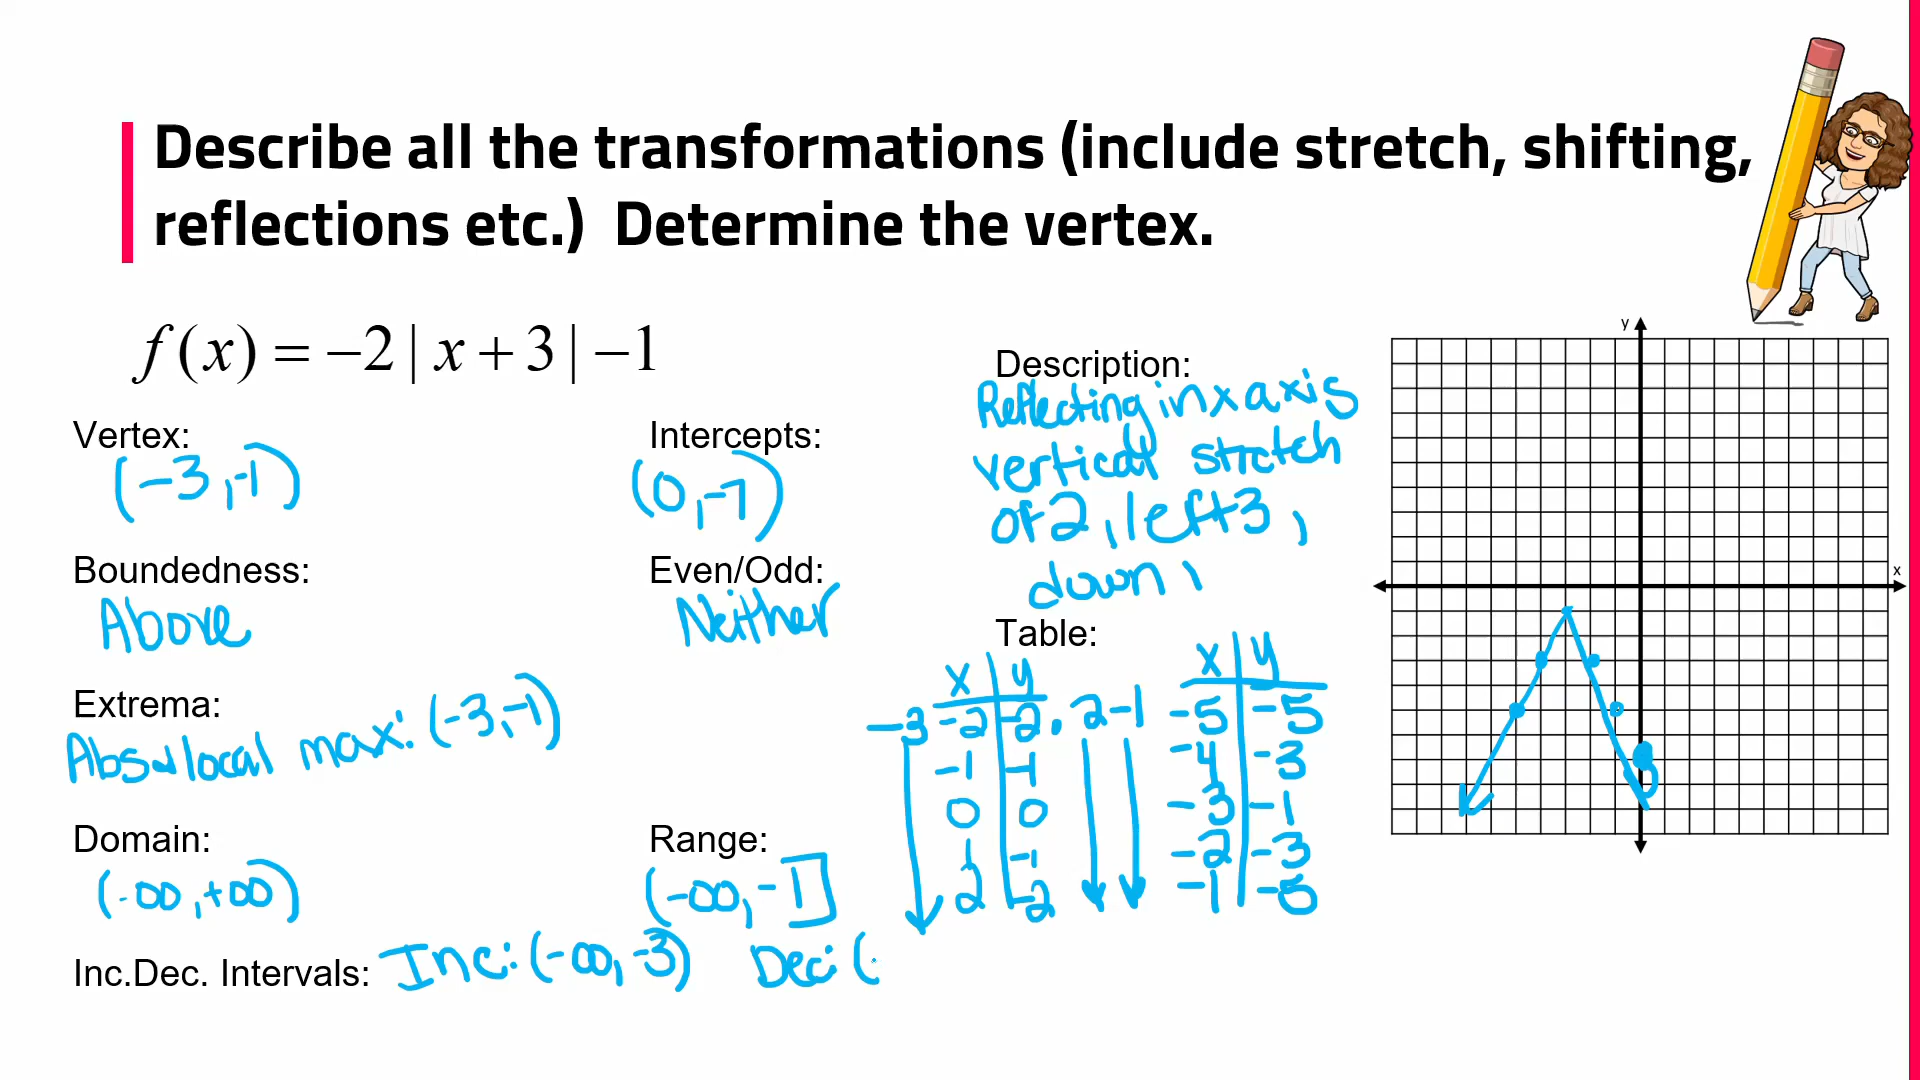 Describe all the transformations (include stretch, shifting,
reflections etc.) Determine the vertex.
f(x) = −2|x+3|−1
Vertex:
(-3,-1)
Intercepts:
(0,-7)
Description:
Reflecting in x axis
vertical stretch
of 2, left 3,
down 1
Boundedness:
Above
Even/Odd:
Neither
Extrema:
Abs & local max: (-3,-1)
Domain:
(-∞,+∞)
Range:
(-∞,-1]
Inc.Dec. Intervals: Inc: (-∞,-3) Dec: (
Table:
x y
-3 -2 -2 · 2 -1
-1 -1
0 0
1 -1
2 -2
x y
-5 -5
-4 -3
-3 -1
-2 -3
-1 -5
y
x